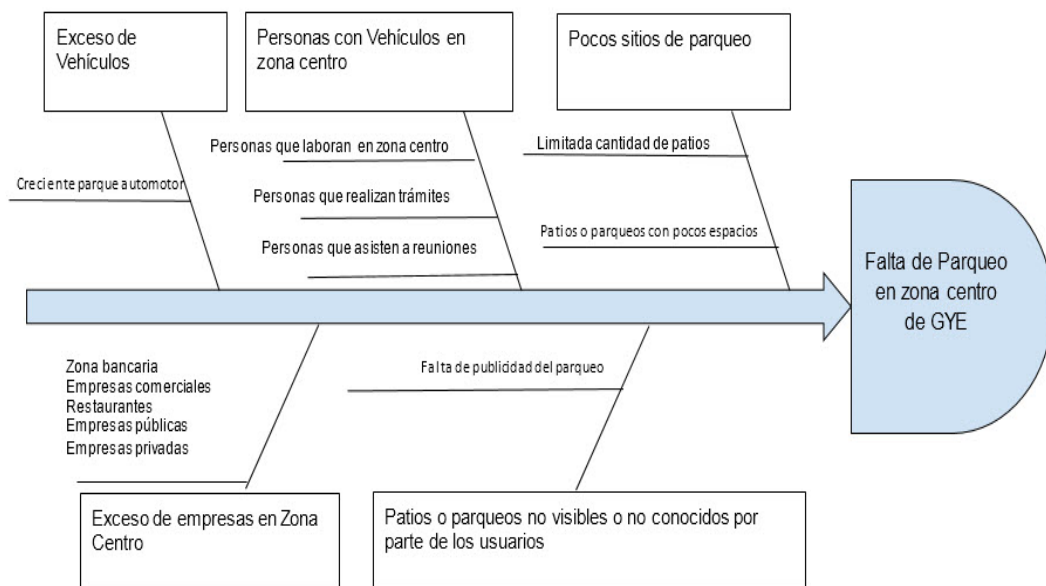 Exceso de
Vehículos
Personas con Vehículos en
zona centro
Pocos sitios de parqueo
Creciente parque automotor
Personas que laboran en zona centro
Personas que realizan trámites
Personas que asisten a reuniones
Limitada cantidad de patios
Patios o parqueos con pocos espacios
Falta de Parqueo
en zona centro
de GYE
Zona bancaria
Empresas comerciales
Restaurantes
Empresas públicas
Empresas privadas
Falta de publicidad del parqueo
Exceso de empresas en Zona
Centro
Patios o parqueos no visibles o no conocidos por
parte de los usuarios